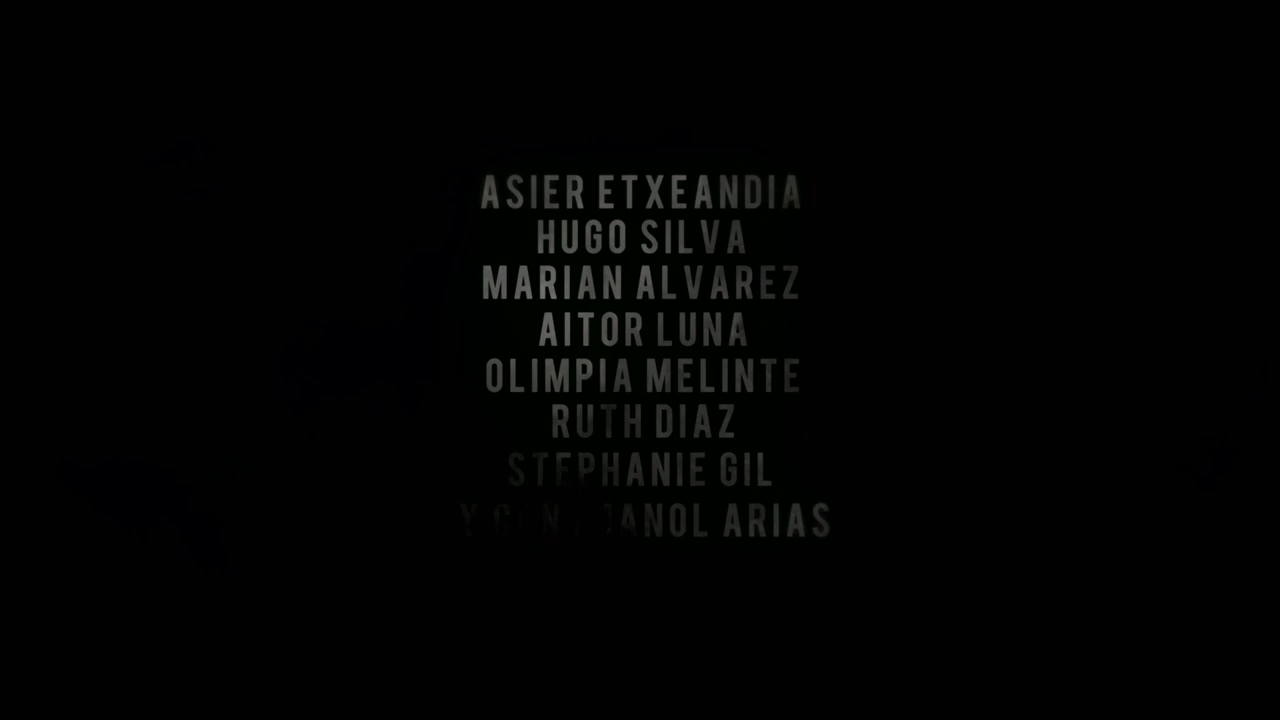 ASIER ETXEANDIA
HUGO SILVA
MARIAN ALVAREZ
AITOR LUNA
OLIMPIA MELINTE
RUTH DIAZ
STEPHANIE GIL
Y ARIAS